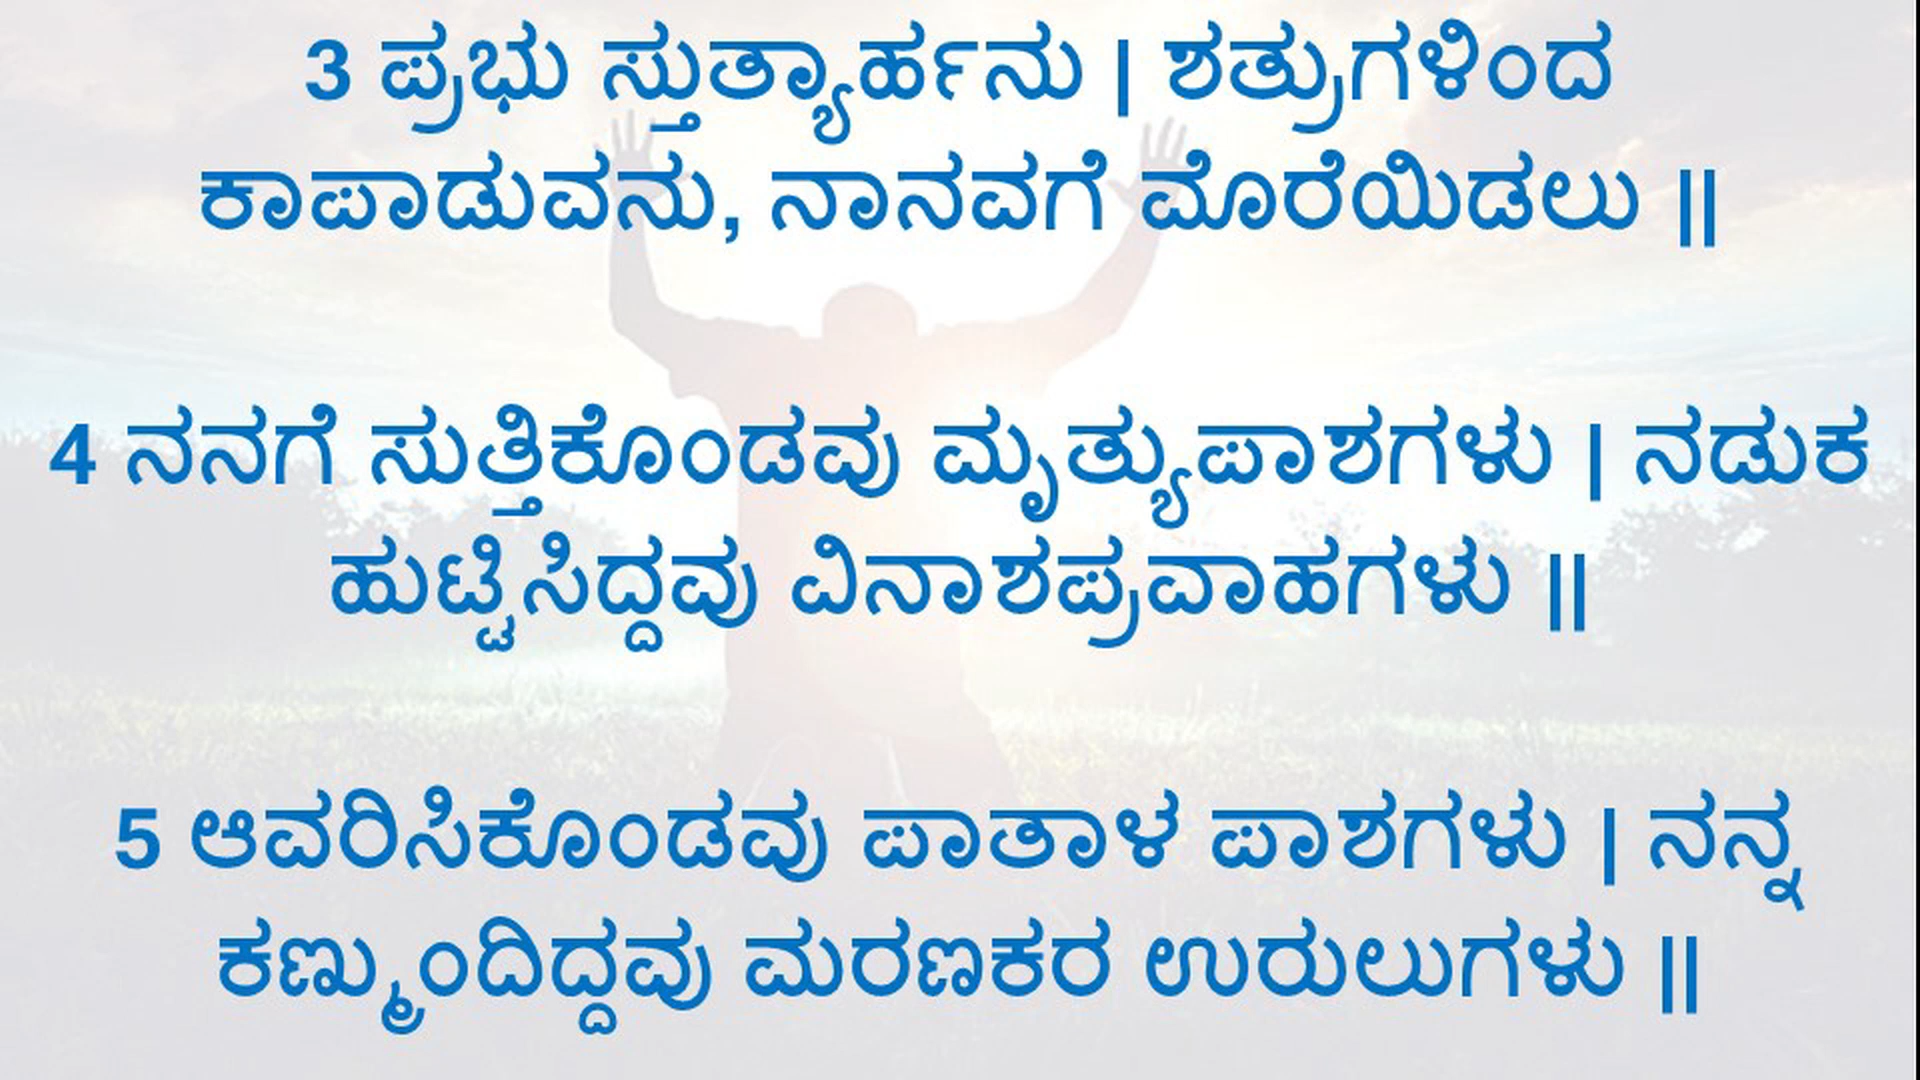 3 ಪ್ರಭು ಸ್ತುತ್ಯಾರ್ಹನು | ಶತ್ರುಗಳಿಂದ
ಕಾಪಾಡುವನು, ನಾನವಗೆ ಮೊರೆಯಿಡಲು ||
4 ನನಗೆ ಸುತ್ತಿಕೊಂಡವು ಮೃತ್ಯುಪಾಶಗಳು | ನಡುಕ
ಹುಟ್ಟಿಸಿದ್ದವು ವಿನಾಶಪ್ರವಾಹಗಳು ||
5 ಆವರಿಸಿಕೊಂಡವು ಪಾತಾಳ ಪಾಶಗಳು | ನನ್ನ
ಕಣ್ಮುಂದಿದ್ದವು ಮರಣಕರ ಉರುಲುಗಳು ||